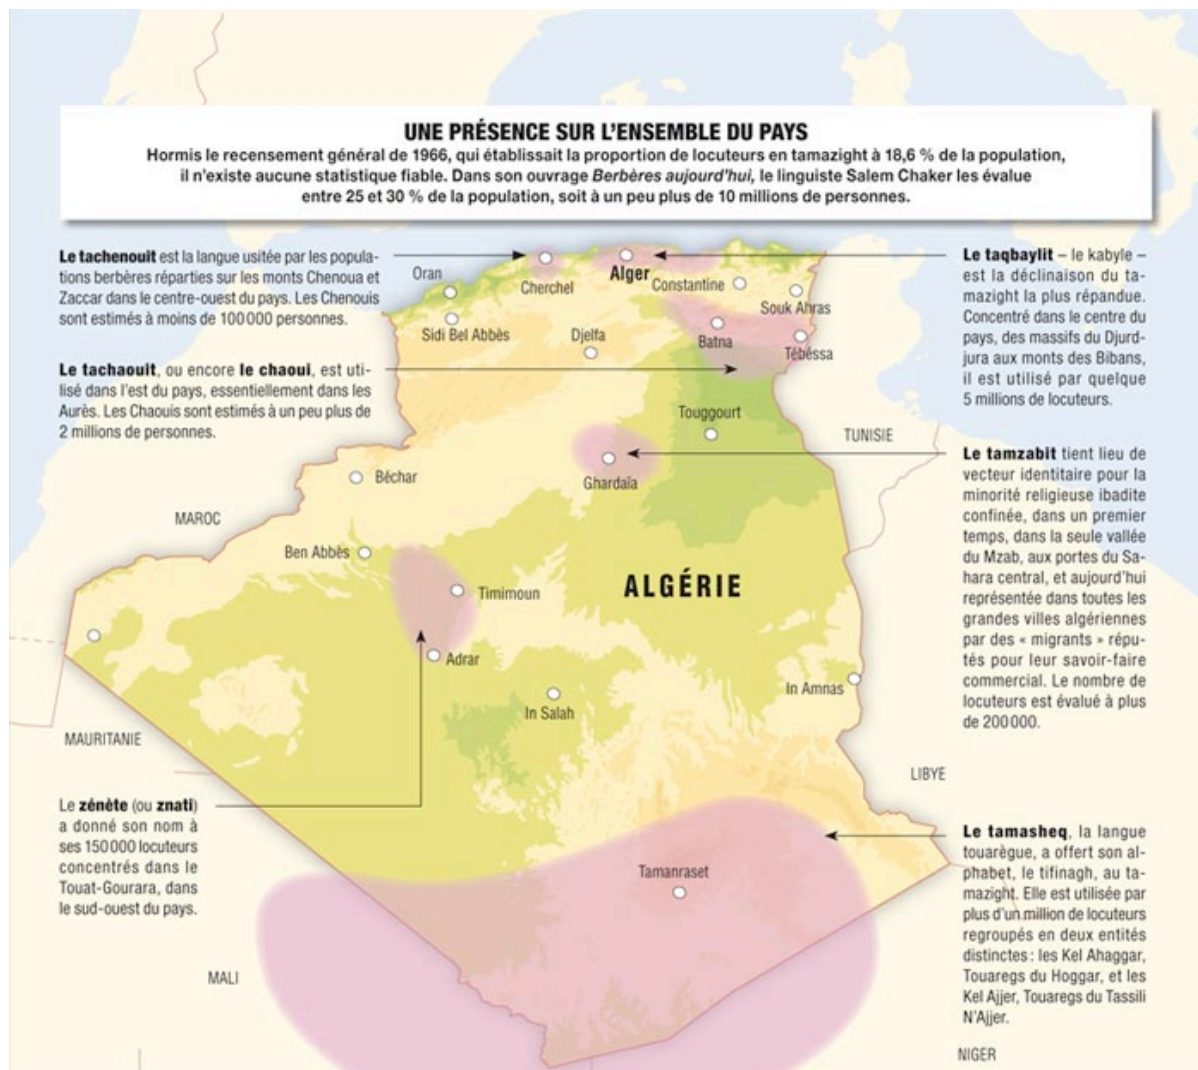 UNE PRÉSENCE SUR L'ENSEMBLE DU PAYS
Hormis le recensement général de 1966, qui établissait la proportion de locuteurs en tamazight à 18,6 % de la population,
il n'existe aucune statistique fiable. Dans son ouvrage Berbères aujourd'hui, le linguiste Salem Chaker les évalue
entre 25 et 30 % de la population, soit à un peu plus de 10 millions de personnes.
Le tachenouit est la langue usitée par les popula-
tions berbères réparties sur les monts Chenoua et
Zaccar dans le centre-ouest du pays. Les Chenouis
sont estimés à moins de 100 000 personnes.
Le tachaouit, ou encore le chaoui, est uti-
lisé dans l'est du pays, essentiellement dans les
Aurès. Les Chaouis sont estimés à un peu plus de
2 millions de personnes.
Oran
Cherchel
Alger
Constantine
Souk Ahras
Sidi Bel Abbès
Djelfa
Batna
Tébessa
Touggourt
TUNISIE
Ghardaïa
Béchar
MAROC
Ben Abbès
ALGÉRIE
Timimoun
Adrar
In Amnas
In Salah
MAURITANIE
LIBYE
Tamanraset
MALI
NIGER
Le taqbaylit – le kabyle –
est la déclinaison du ta-
mazight la plus répandue.
Concentré dans le centre du
pays, des massifs du Djurd-
jura aux monts des Bibans,
il est utilisé par quelque
5 millions de locuteurs.
Le tamzabit tient lieu de
vecteur identitaire pour la
minorité religieuse ibadite
confinée, dans un premier
temps, dans la seule vallée
du Mzab, aux portes du Sa-
hara central, et aujourd'hui
représentée dans toutes les
grandes villes algériennes
par des « migrants » répu-
tés pour leur savoir-faire
commercial. Le nombre de
locuteurs est évalué à plus
de 200 000.
Le zénète (ou znati)
a donné son nom à
ses 150 000 locuteurs
concentrés dans le
Touat-Gourara, dans
le sud-ouest du pays.
Le tamasheq, la langue
touarègue, a offert son al-
phabet, le tifinagh, au ta-
mazight. Elle est utilisée par
plus d'un million de locuteurs
regroupés en deux entités
distinctes : les Kel Ahaggar,
Touaregs du Hoggar, et les
Kel Ajjer, Touaregs du Tassili
N'Ajjer.